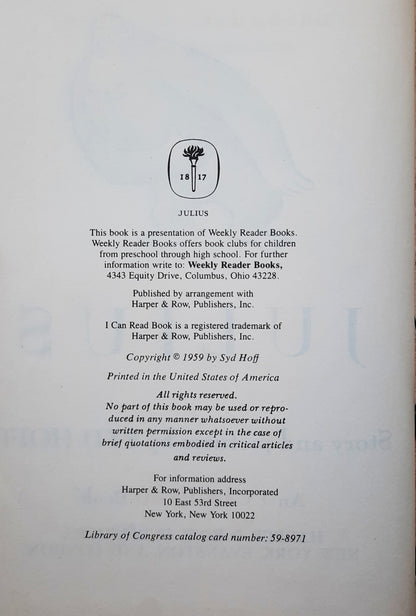 18 17
JULIUS
This book is a presentation of Weekly Reader Books.
Weekly Reader Books offers book clubs for children
from preschool through high school. For further
information write to: Weekly Reader Books,
4343 Equity Drive, Columbus, Ohio 43228.
Published by arrangement with
Harper & Row, Publishers, Inc.
I Can Read Book is a registered trademark of
Harper & Row, Publishers, Inc.
Copyright © 1959 by Syd Hoff
Printed in the United States of America
All rights reserved.
No part of this book may be used or repro-
duced in any manner whatsoever without
written permission except in the case of
brief quotations embodied in critical articles
and reviews.
For information address
Harper & Row, Publishers, Incorporated
10 East 53rd Street
New York, New York 10022
Library of Congress catalog card number: 59-8971